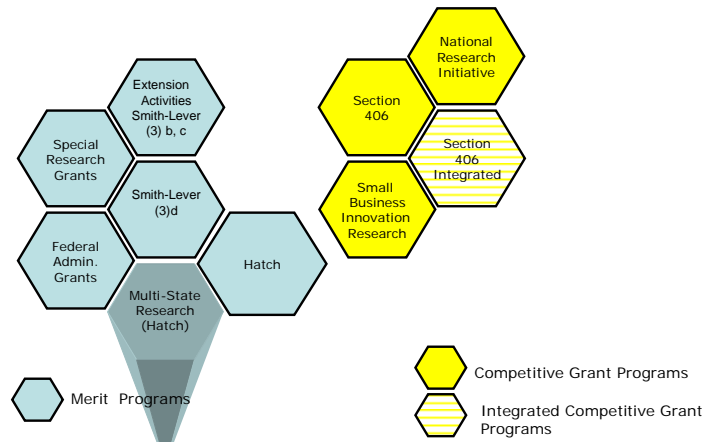 National
Research
Initiative
Extension
Activities
Smith-Lever
(3) b, c
Section
406
Special
Research
Grants
Section
406
Integrated
Smith-Lever
(3)d
Small
Business
Innovation
Research
Federal
Admin.
Grants
Hatch
Multi-State
Research
(Hatch)
Merit Programs
Competitive Grant Programs
Integrated Competitive Grant
Programs